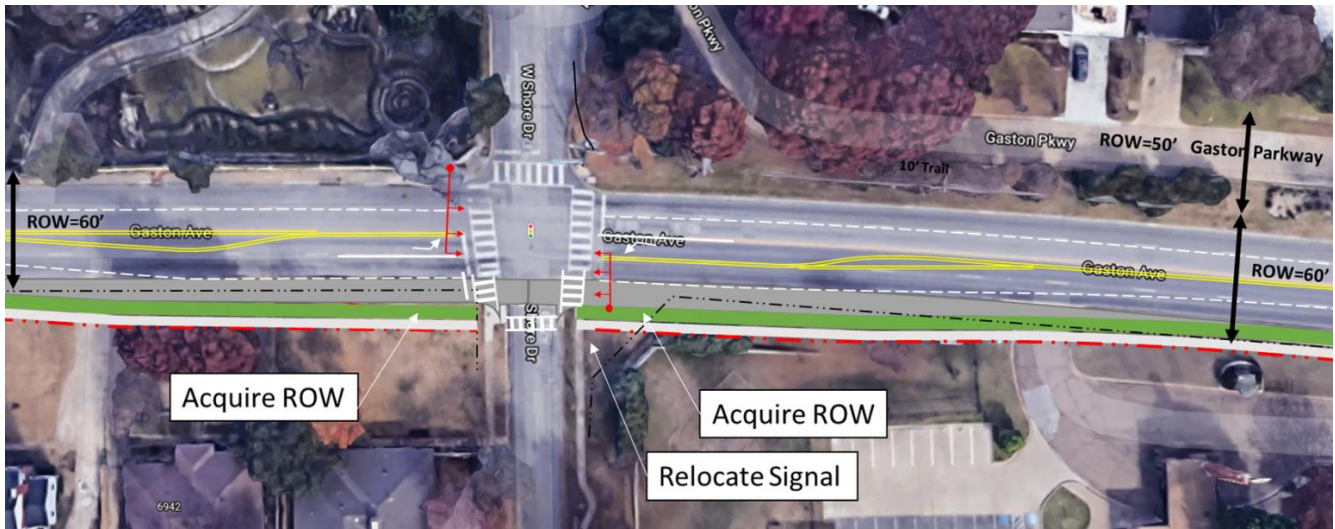 W Shore Dr
Pkwy
Gaston Pkwy
ROW=50'
Gaston Parkway
10' Trail
ROW=60'
Gaston Ave
Gaston Ave
Gaston Ave
ROW=60'
Shore Dr
Acquire ROW
Acquire ROW
Relocate Signal
6942